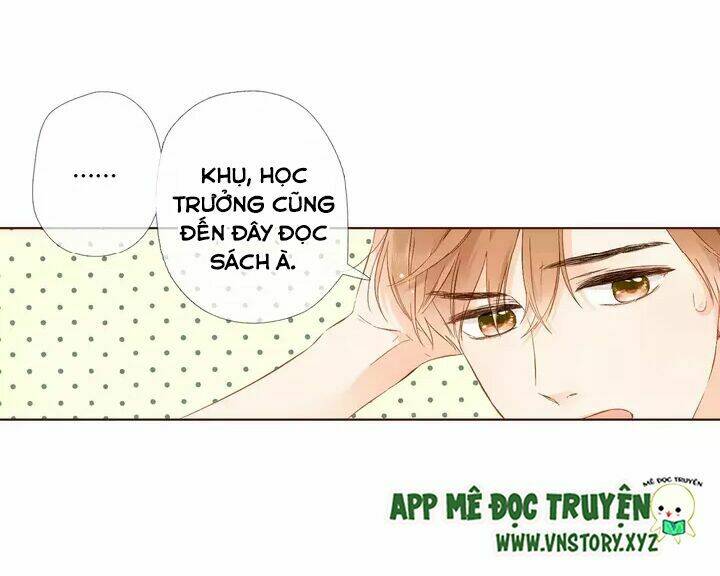 ......
KHỤ, HỌC
TRƯỞNG CŨNG
ĐẾN ĐÂY ĐỌC
SÁCH À.
MÊ ĐỌC TRUYỆN
APP MÊ ĐỌC TRUYỆN
WWW.VNSTORY.XYZ